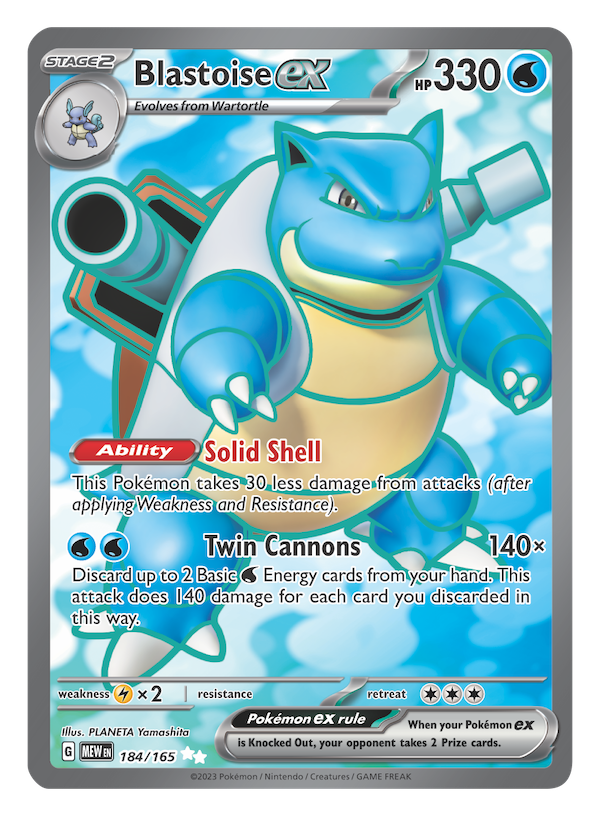 STAGE2
Blastoise ex
HP 330
Evolves from Wartortle
Ability Solid Shell
This Pokémon takes 30 less damage from attacks (after
applying Weakness and Resistance).
Twin Cannons 140×
Discard up to 2 Basic Energy cards from your hand. This
attack does 140 damage for each card you discarded in
this way.
weakness ×2 resistance retreat
Illus. PLANETA Yamashita
Pokémon ex rule When your Pokémon ex
is Knocked Out, your opponent takes 2 Prize cards.
G MEW EN 184/165
©2023 Pokémon / Nintendo / Creatures / GAME FREAK